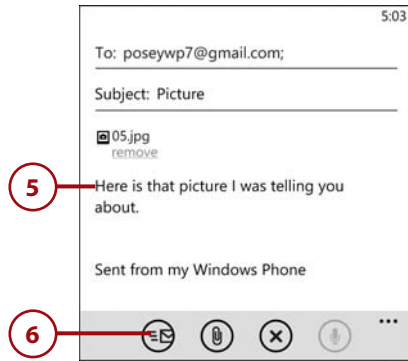 5:03
To: poseywp7@gmail.com;
Subject: Picture
05.jpg
remove
5
Here is that picture I was telling you
about.
Sent from my Windows Phone
6